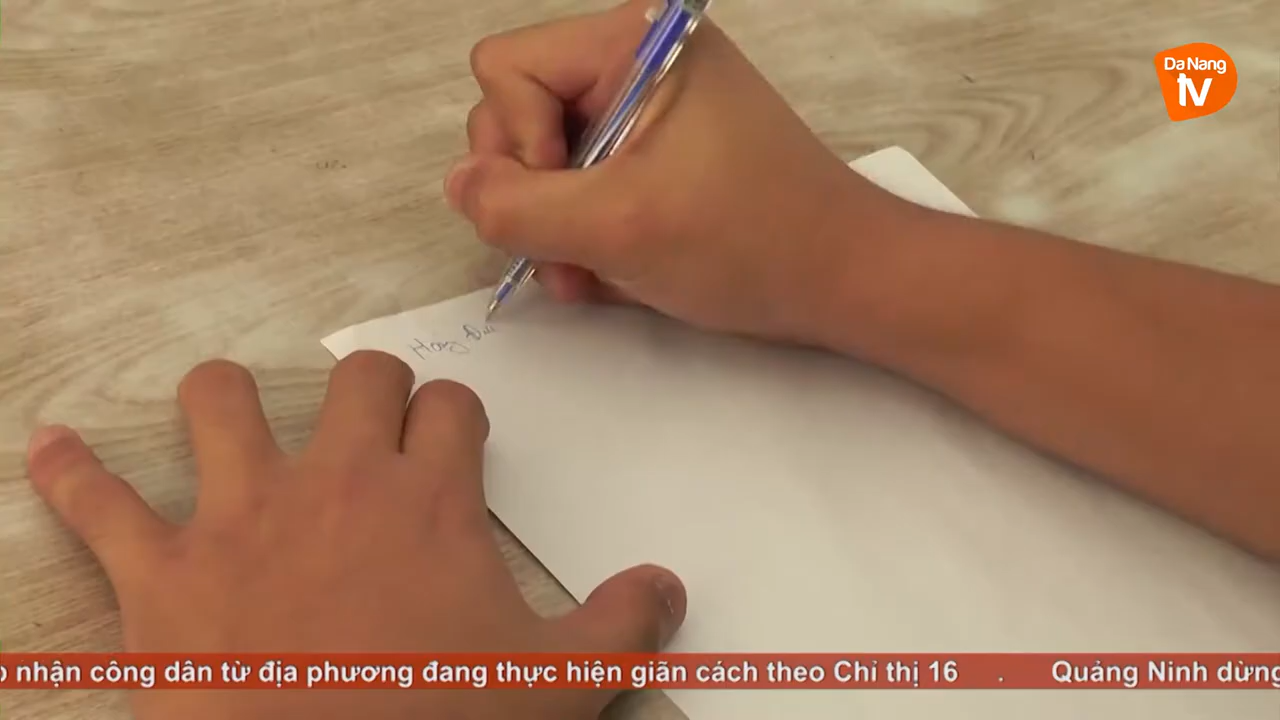 Da Nang
tv
nhận công dân từ địa phương đang thực hiện giãn cách theo Chỉ thị 16 . Quảng Ninh dừng